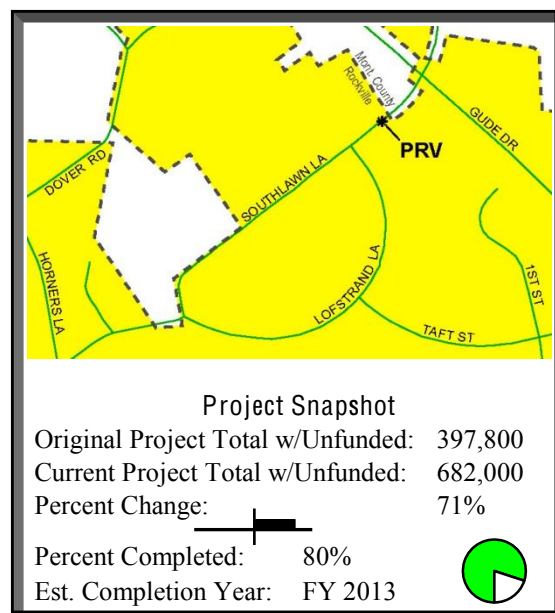 Mont. County
Rockville
PRV
GUDE DR
DOVER RD
SOUTHLAWN LA
HORNERS LA
LOFSTRAND LA
1ST ST
TAFT ST
Project Snapshot
Original Project Total w/Unfunded: 397,800
Current Project Total w/Unfunded: 682,000
Percent Change: 71%
Percent Completed: 80%
Est. Completion Year: FY 2013